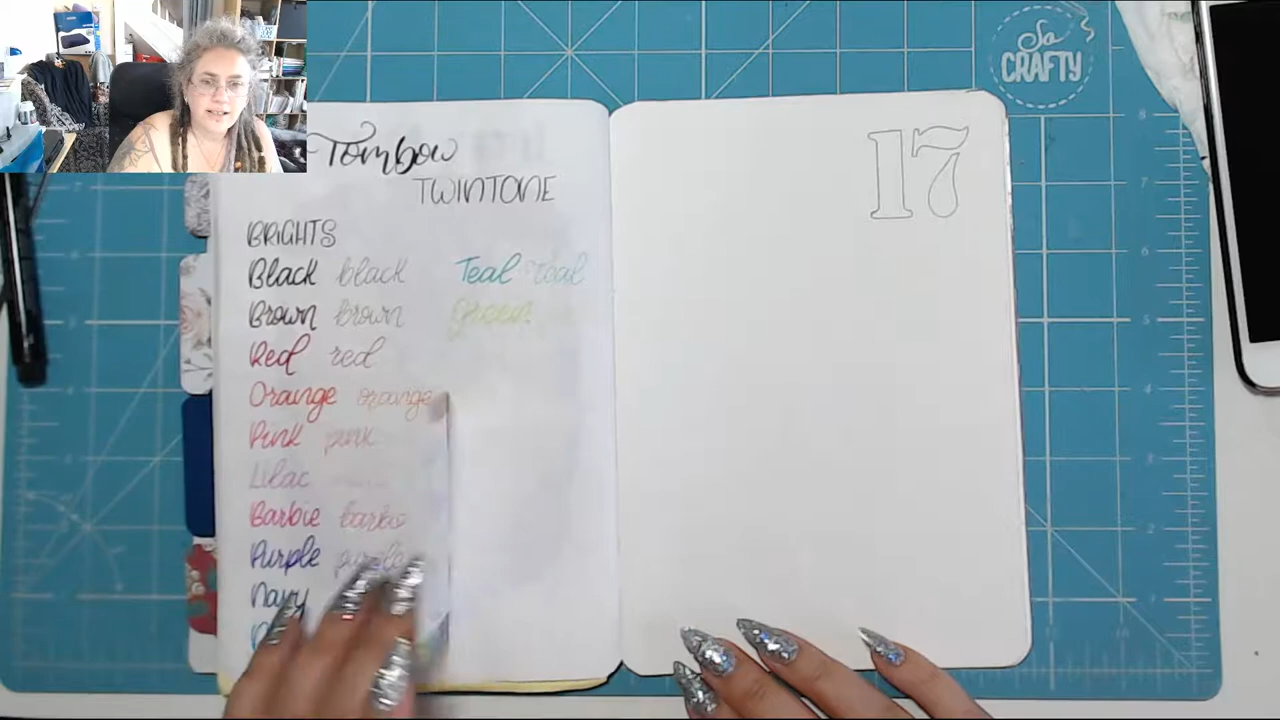 So
CRAFTY
17
Tombow
TWINTONE
BRIGHTS
Black black Teal teal
Brown brown green
Red red
Orange orange
Pink pink
Lilac
Barbie barbie
Purple purple
Navy